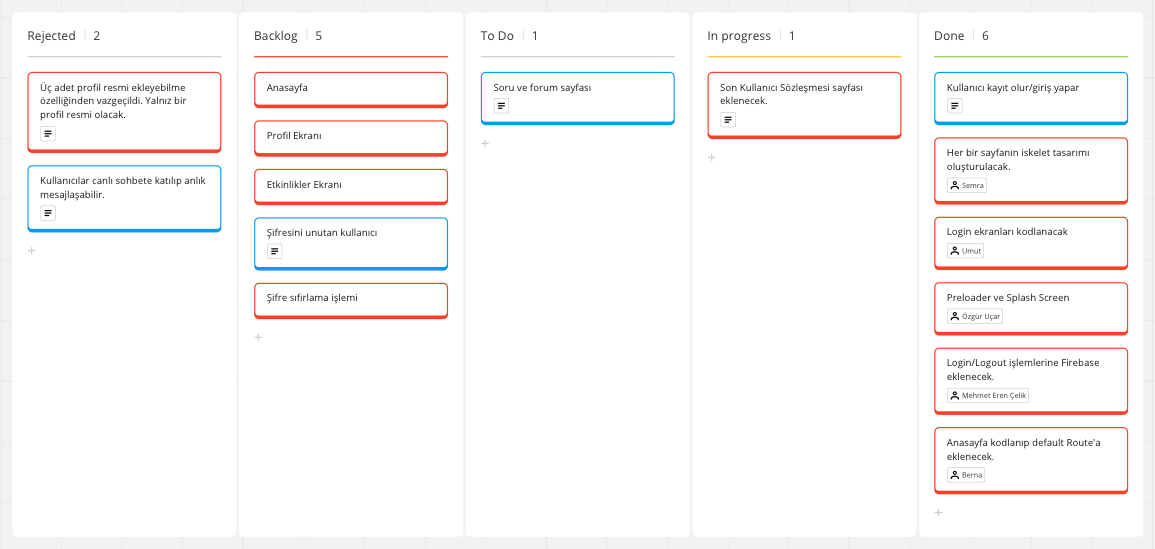 Rejected 2
Üç adet profil resmi ekleyebilme
özelliğinden vazgeçildi. Yalnız bir
profil resmi olacak.
Kullanıcılar canlı sohbete katılıp anlık
mesajlaşabilir.
Backlog 5
Anasayfa
Profil Ekranı
Etkinlikler Ekranı
Şifresini unutan kullanıcı
Şifre sıfırlama işlemi
To Do 1
Soru ve forum sayfası
In progress 1
Son Kullanıcı Sözleşmesi sayfası
eklenecek.
Done 6
Kullanıcı kayıt olur/giriş yapar
Her bir sayfanın iskelet tasarımı
oluşturulacak.
Semra
Login ekranları kodlanacak
Umut
Preloader ve Splash Screen
Özgür Uçar
Login/Logout işlemlerine Firebase
eklenecek.
Mehmet Eren Çelik
Anasayfa kodlanıp default Route'a
eklenecek.
Berna